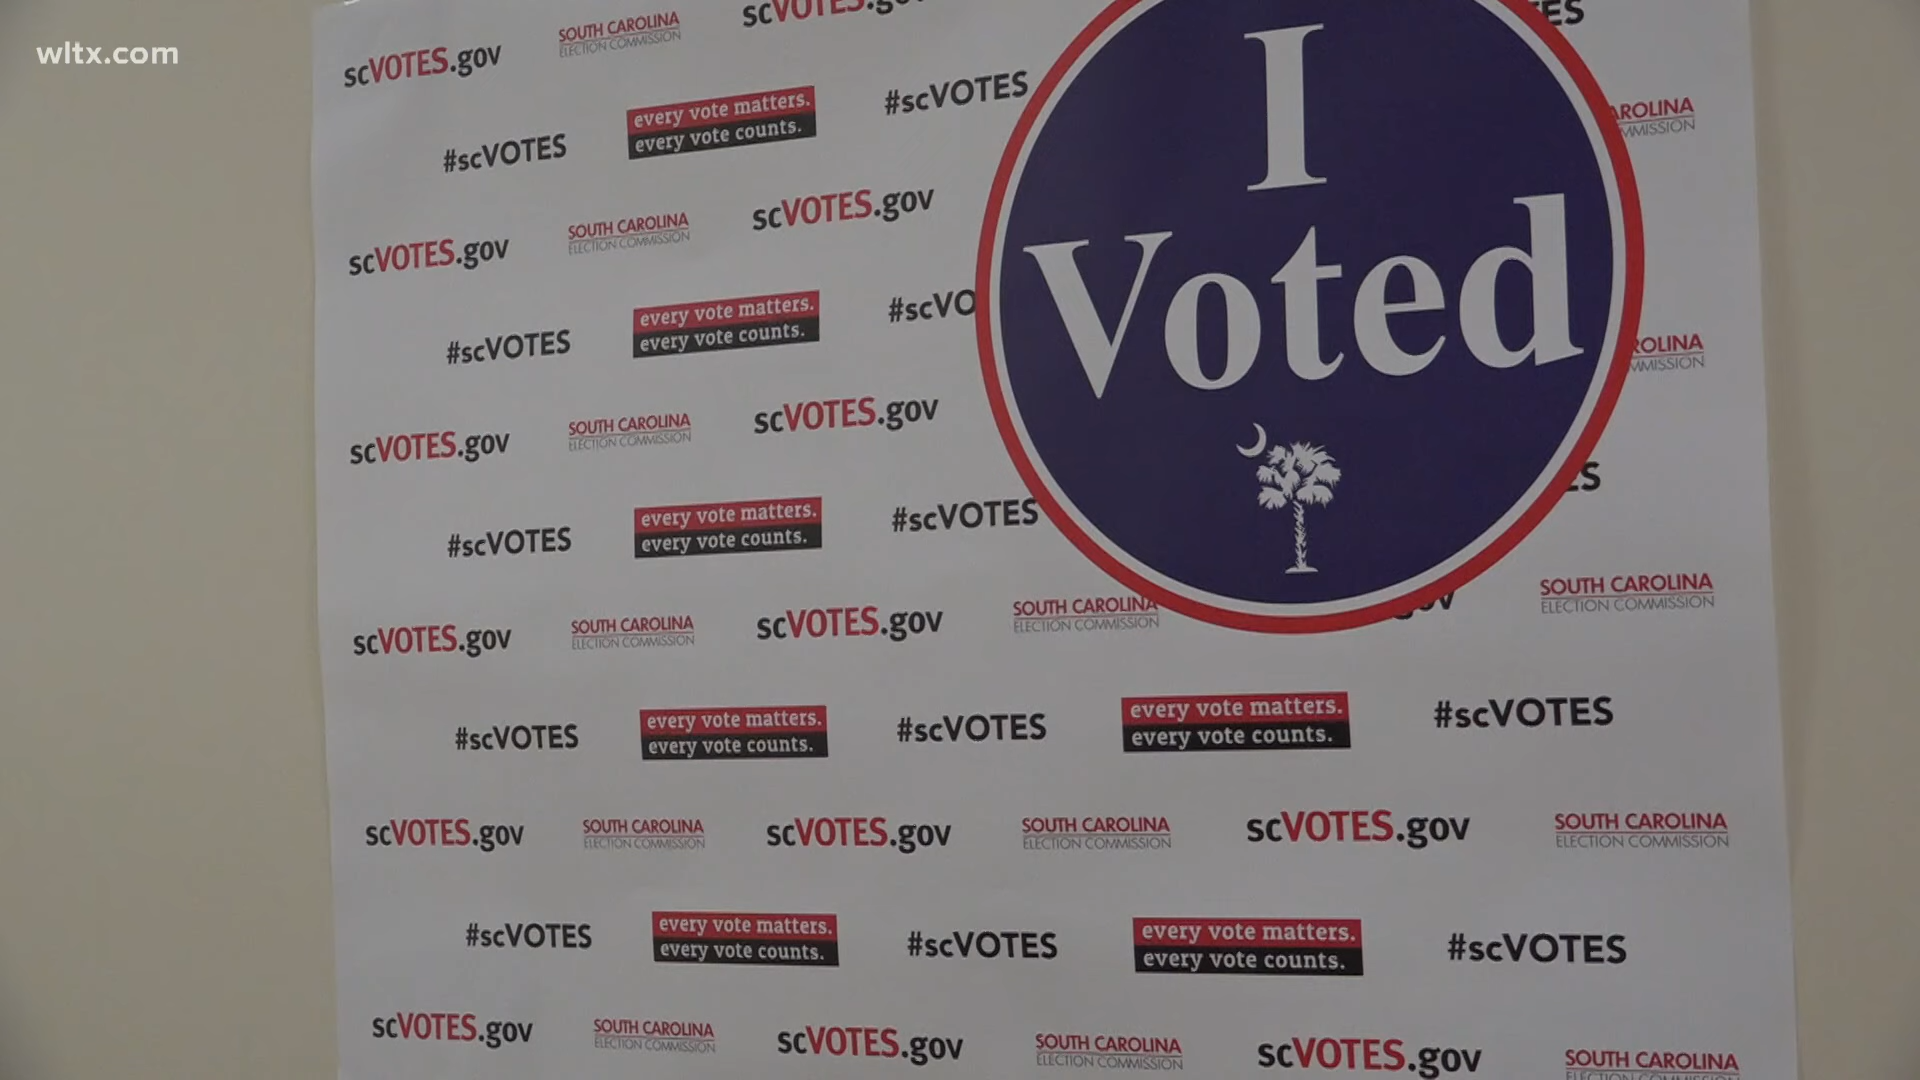 wltx.com
SOUTH CAROLINA
ELECTION COMMISSION
scVOTES.gov
#scVOTES
every vote matters.
every vote counts.
#scVOTES
I
Voted
scVOTES.gov
SOUTH CAROLINA
ELECTION COMMISSION
scVOTES.gov
#scVOTES
every vote matters.
every vote counts.
scVOTES.gov
SOUTH CAROLINA
ELECTION COMMISSION
scVOTES.gov
#scVOTES
every vote matters.
every vote counts.
#scVOTES
scVOTES.gov
SOUTH CAROLINA
ELECTION COMMISSION
scVOTES.gov
SOUTH CAROLINA
ELECTION COMMISSION
SOUTH CAROLINA
ELECTION COMMISSION
#scVOTES
every vote matters.
every vote counts.
#scVOTES
every vote matters.
every vote counts.
#scVOTES
scVOTES.gov
SOUTH CAROLINA
ELECTION COMMISSION
scVOTES.gov
SOUTH CAROLINA
ELECTION COMMISSION
scVOTES.gov
SOUTH CAROLINA
ELECTION COMMISSION
#scVOTES
every vote matters.
every vote counts.
#scVOTES
every vote matters.
every vote counts.
#scVOTES
scVOTES.gov
SOUTH CAROLINA
ELECTION COMMISSION
scVOTES.gov
SOUTH CAROLINA
ELECTION COMMISSION
scVOTES.gov
SOUTH CAROLINA